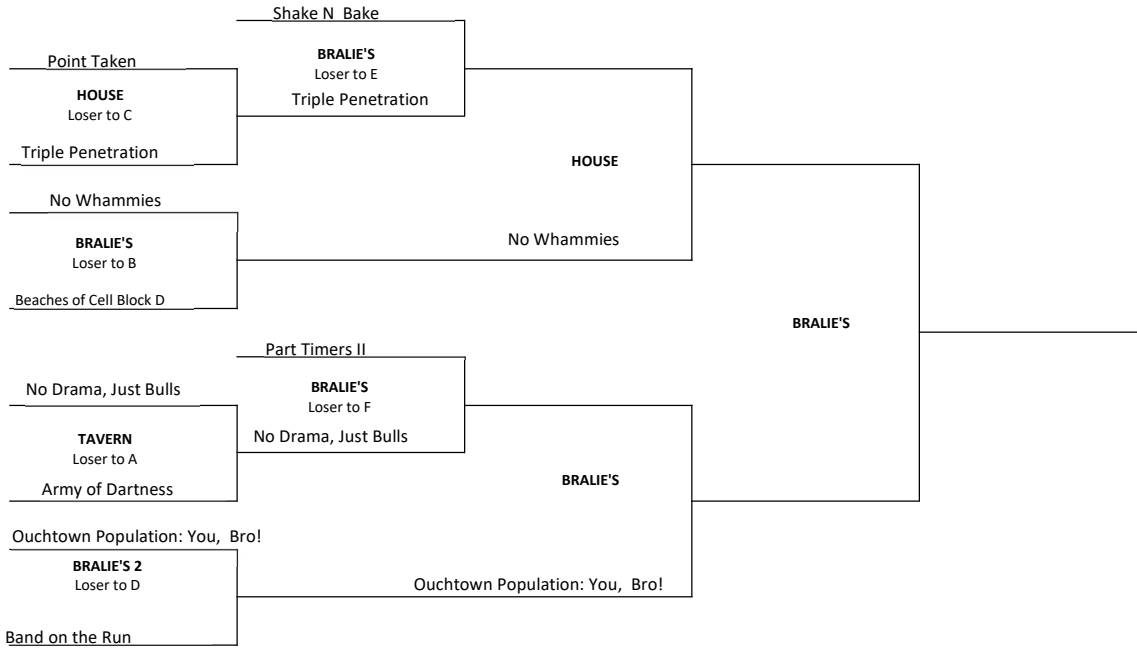 Shake N  Bake
Point Taken
BRALIE'S
Loser to E
HOUSE
Loser to C
Triple Penetration
Triple Penetration
HOUSE
No Whammies
BRALIE'S
Loser to B
No Whammies
Beaches of Cell Block D
BRALIE'S
Part Timers II
No Drama, Just Bulls
BRALIE'S
Loser to F
TAVERN
Loser to A
No Drama, Just Bulls
Army of Dartness
BRALIE'S
Ouchtown Population: You,  Bro!
BRALIE'S 2
Loser to D
Ouchtown Population: You,  Bro!
Band on the Run